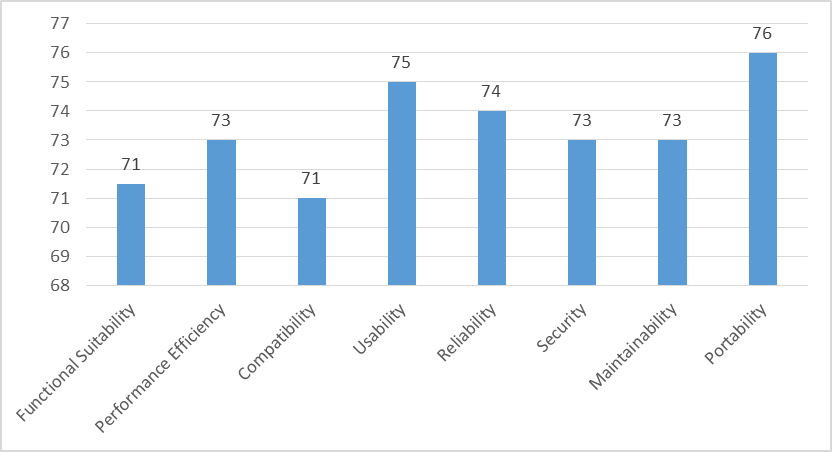 77
76
75
74
73
72
71
70
69
68
71
73
71
75
74
73
73
76
Functional Suitability
Performance Efficiency
Compatibility
Usability
Reliability
Security
Maintainability
Portability